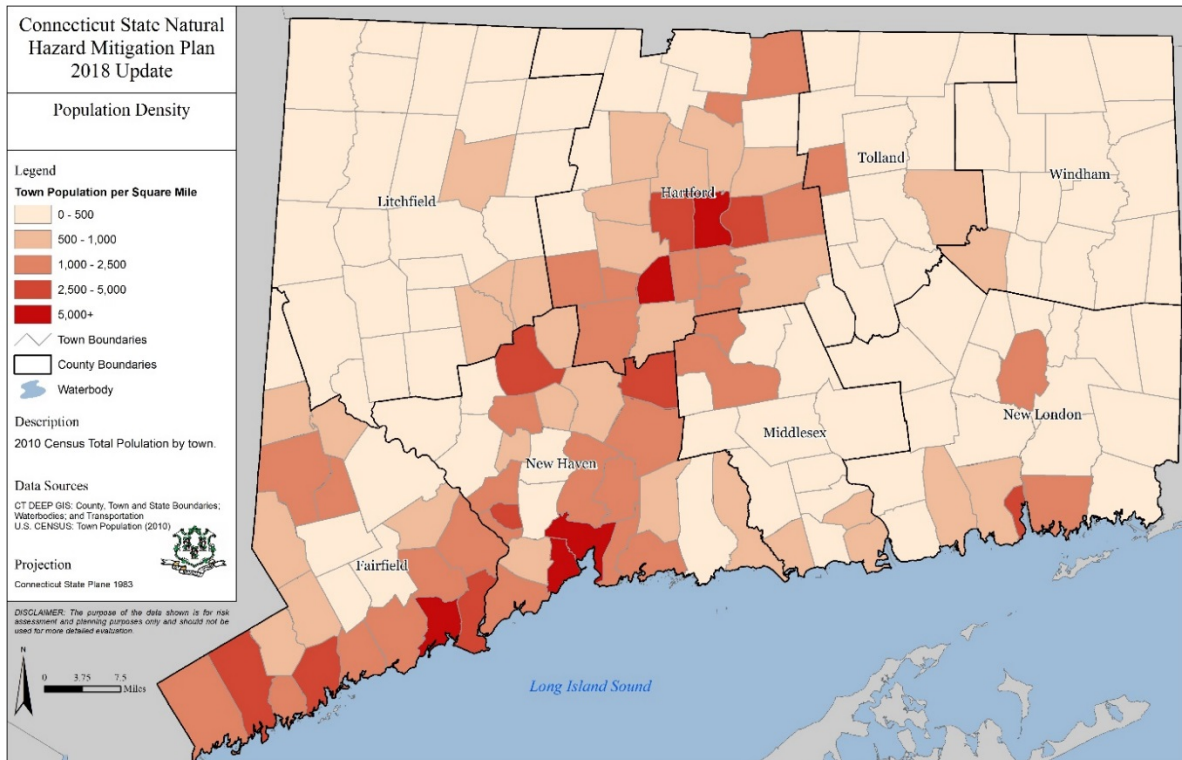 Connecticut State Natural
Hazard Mitigation Plan
2018 Update
Population Density
Legend
Town Population per Square Mile
0 - 500
500 - 1,000
1,000 - 2,500
2,500 - 5,000
5,000+
Town Boundaries
County Boundaries
Waterbody
Description
2010 Census Total Polulation by town.
Data Sources
CT DEEP GIS: County, Town and State Boundaries;
Waterbodies; and Transportation
U.S. CENSUS: Town Population (2010)
Projection
Connecticut State Plane 1983
DISCLAIMER: The purpose of the data shown is for risk
assessment and planning purposes only and should not be
used for more detailed evaluation.
N
0 3.75 7.5
Miles
Litchfield
Hartford
Tolland
Windham
New Haven
Middlesex
New London
Fairfield
Long Island Sound